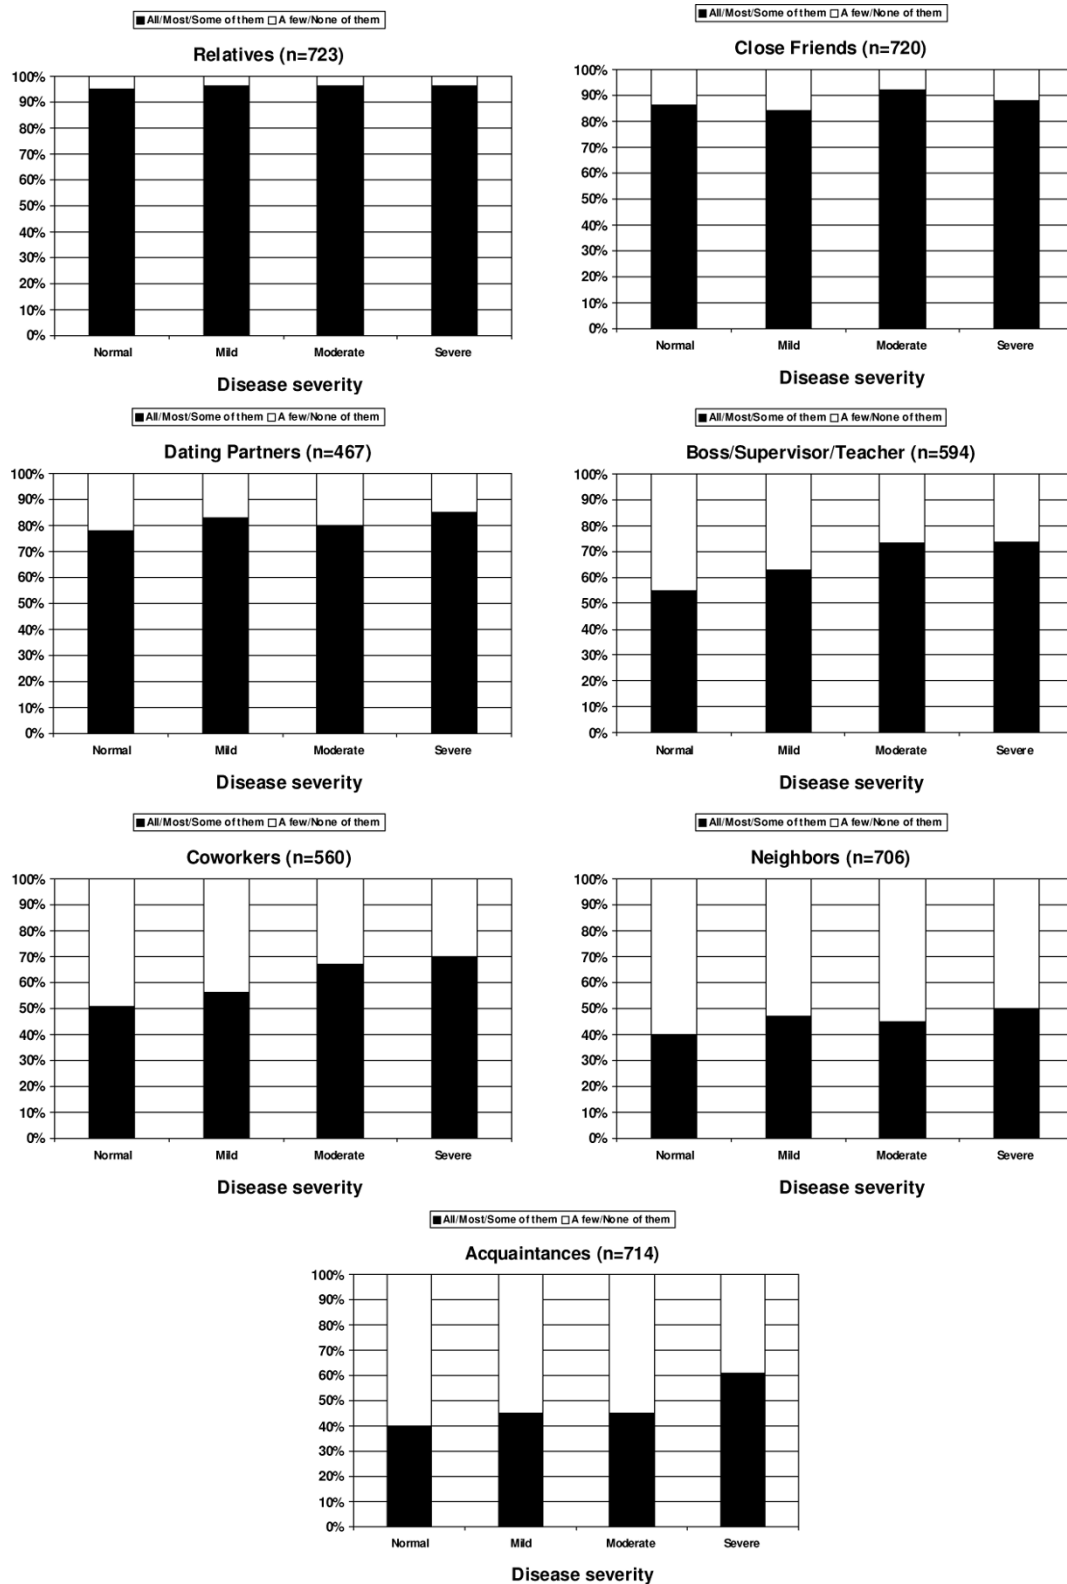 ■ All/Most/Some of them □ A few/None of them
Relatives (n=723)
100%
90%
80%
70%
60%
50%
40%
30%
20%
10%
0%
Normal Mild Moderate Severe
Disease severity
■ All/Most/Some of them □ A few/None of them
Close Friends (n=720)
100%
90%
80%
70%
60%
50%
40%
30%
20%
10%
0%
Normal Mild Moderate Severe
Disease severity
■ All/Most/Some of them □ A few/None of them
Dating Partners (n=467)
100%
90%
80%
70%
60%
50%
40%
30%
20%
10%
0%
Normal Mild Moderate Severe
Disease severity
■ All/Most/Some of them □ A few/None of them
Boss/Supervisor/Teacher (n=594)
100%
90%
80%
70%
60%
50%
40%
30%
20%
10%
0%
Normal Mild Moderate Severe
Disease severity
■ All/Most/Some of them □ A few/None of them
Coworkers (n=560)
100%
90%
80%
70%
60%
50%
40%
30%
20%
10%
0%
Normal Mild Moderate Severe
Disease severity
■ All/Most/Some of them □ A few/None of them
Neighbors (n=706)
100%
90%
80%
70%
60%
50%
40%
30%
20%
10%
0%
Normal Mild Moderate Severe
Disease severity
■ All/Most/Some of them □ A few/None of them
Acquaintances (n=714)
100%
90%
80%
70%
60%
50%
40%
30%
20%
10%
0%
Normal Mild Moderate Severe
Disease severity